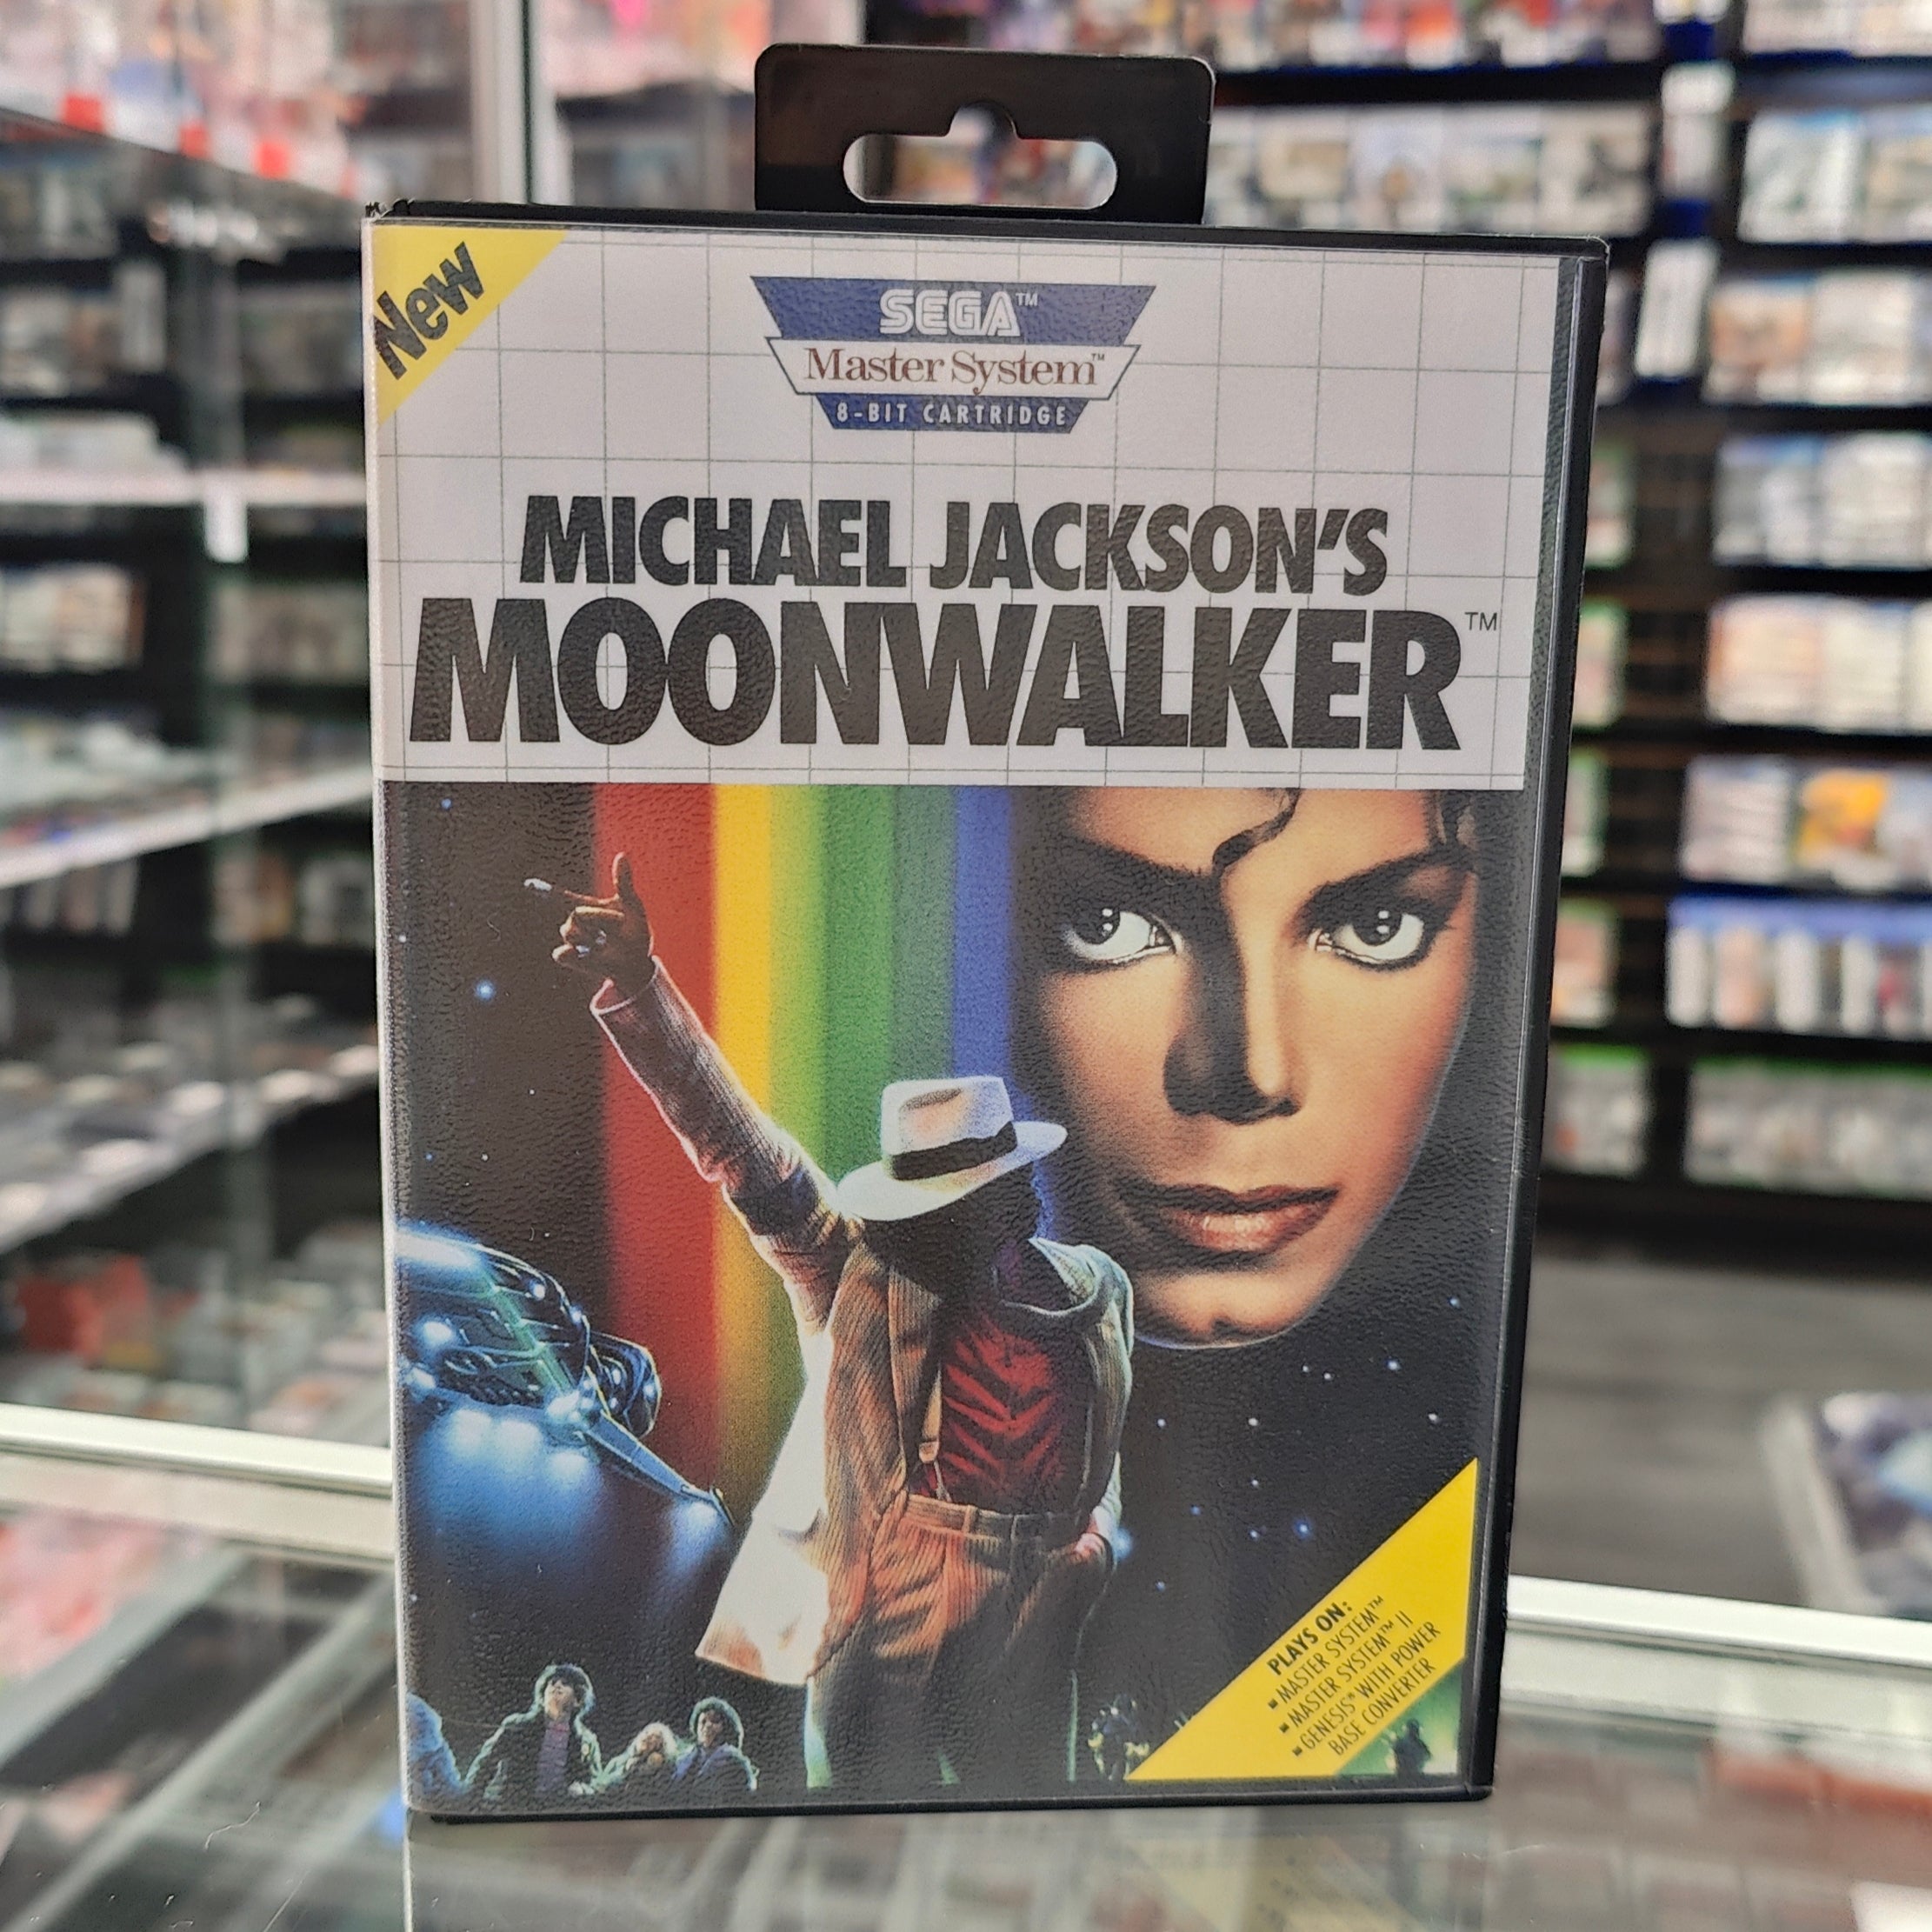 New
SEGA™
Master System™
8-BIT CARTRIDGE
MICHAEL JACKSON'S
MOONWALKER™
PLAYS ON:
▪ MASTER SYSTEM™
▪ MASTER SYSTEM™ II
▪ GENESIS® WITH POWER
BASE CONVERTER